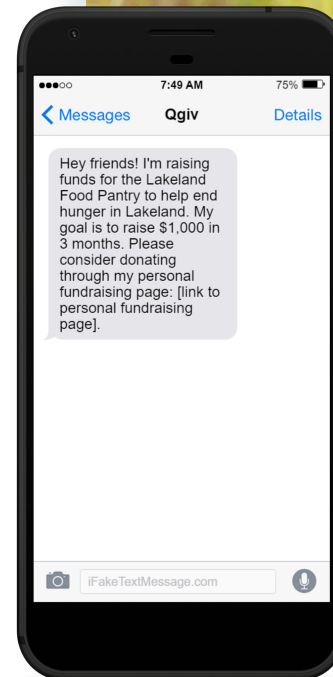 7:49 AM
75%
Messages
Qgiv
Details
Hey friends! I'm raising
funds for the Lakeland
Food Pantry to help end
hunger in Lakeland. My
goal is to raise $1,000 in
3 months. Please
consider donating
through my personal
fundraising page: [link to
personal fundraising
page].
iFakeTextMessage.com